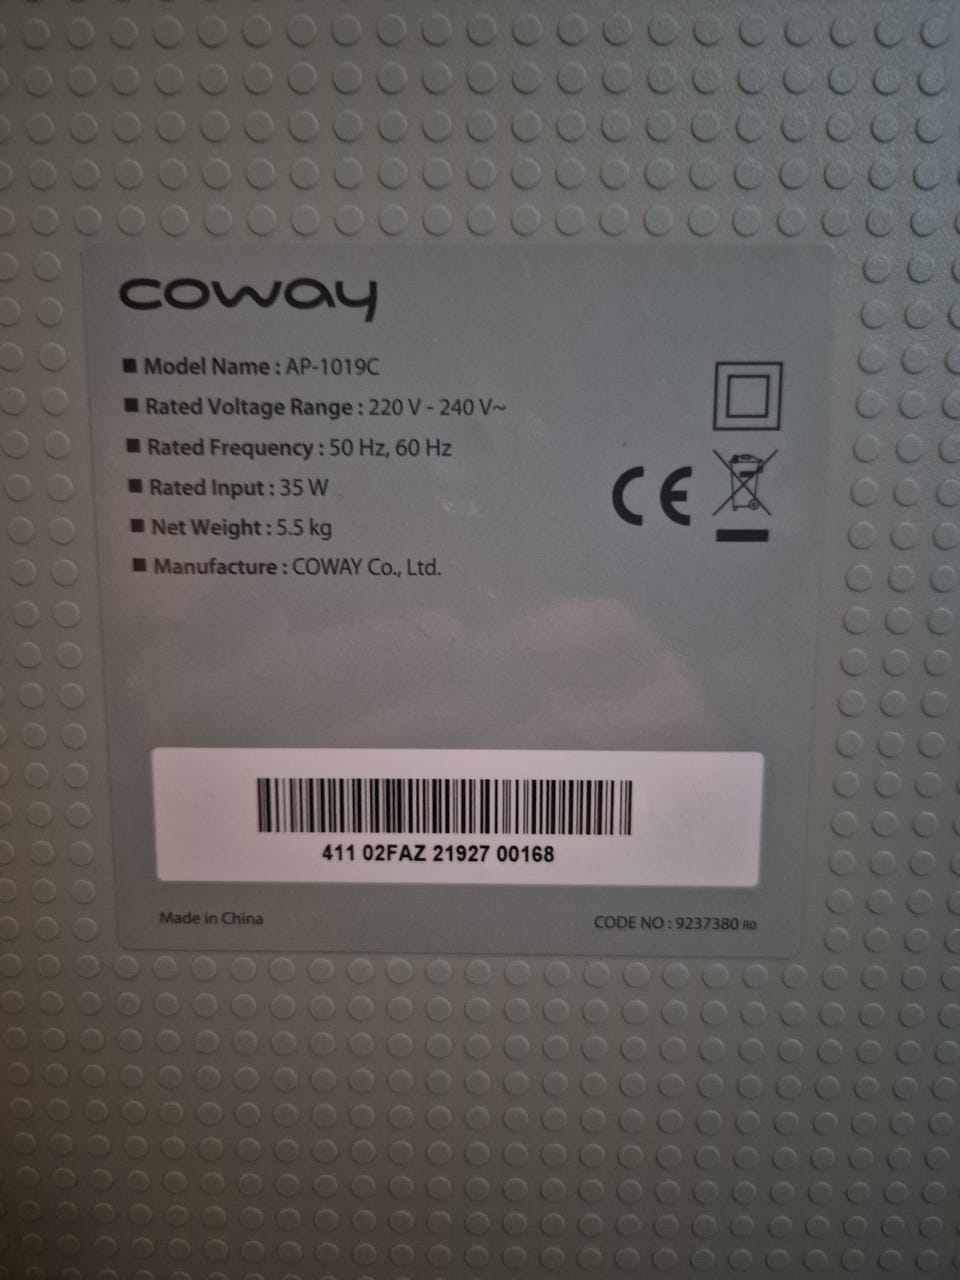 coway
■ Model Name : AP-1019C
■ Rated Voltage Range : 220 V - 240 V~
■ Rated Frequency : 50 Hz, 60 Hz
■ Rated Input : 35 W
■ Net Weight : 5.5 kg
■ Manufacture : COWAY Co., Ltd.
CE
411 02FAZ 21927 00168
Made in China
CODE NO : 9237380 R0